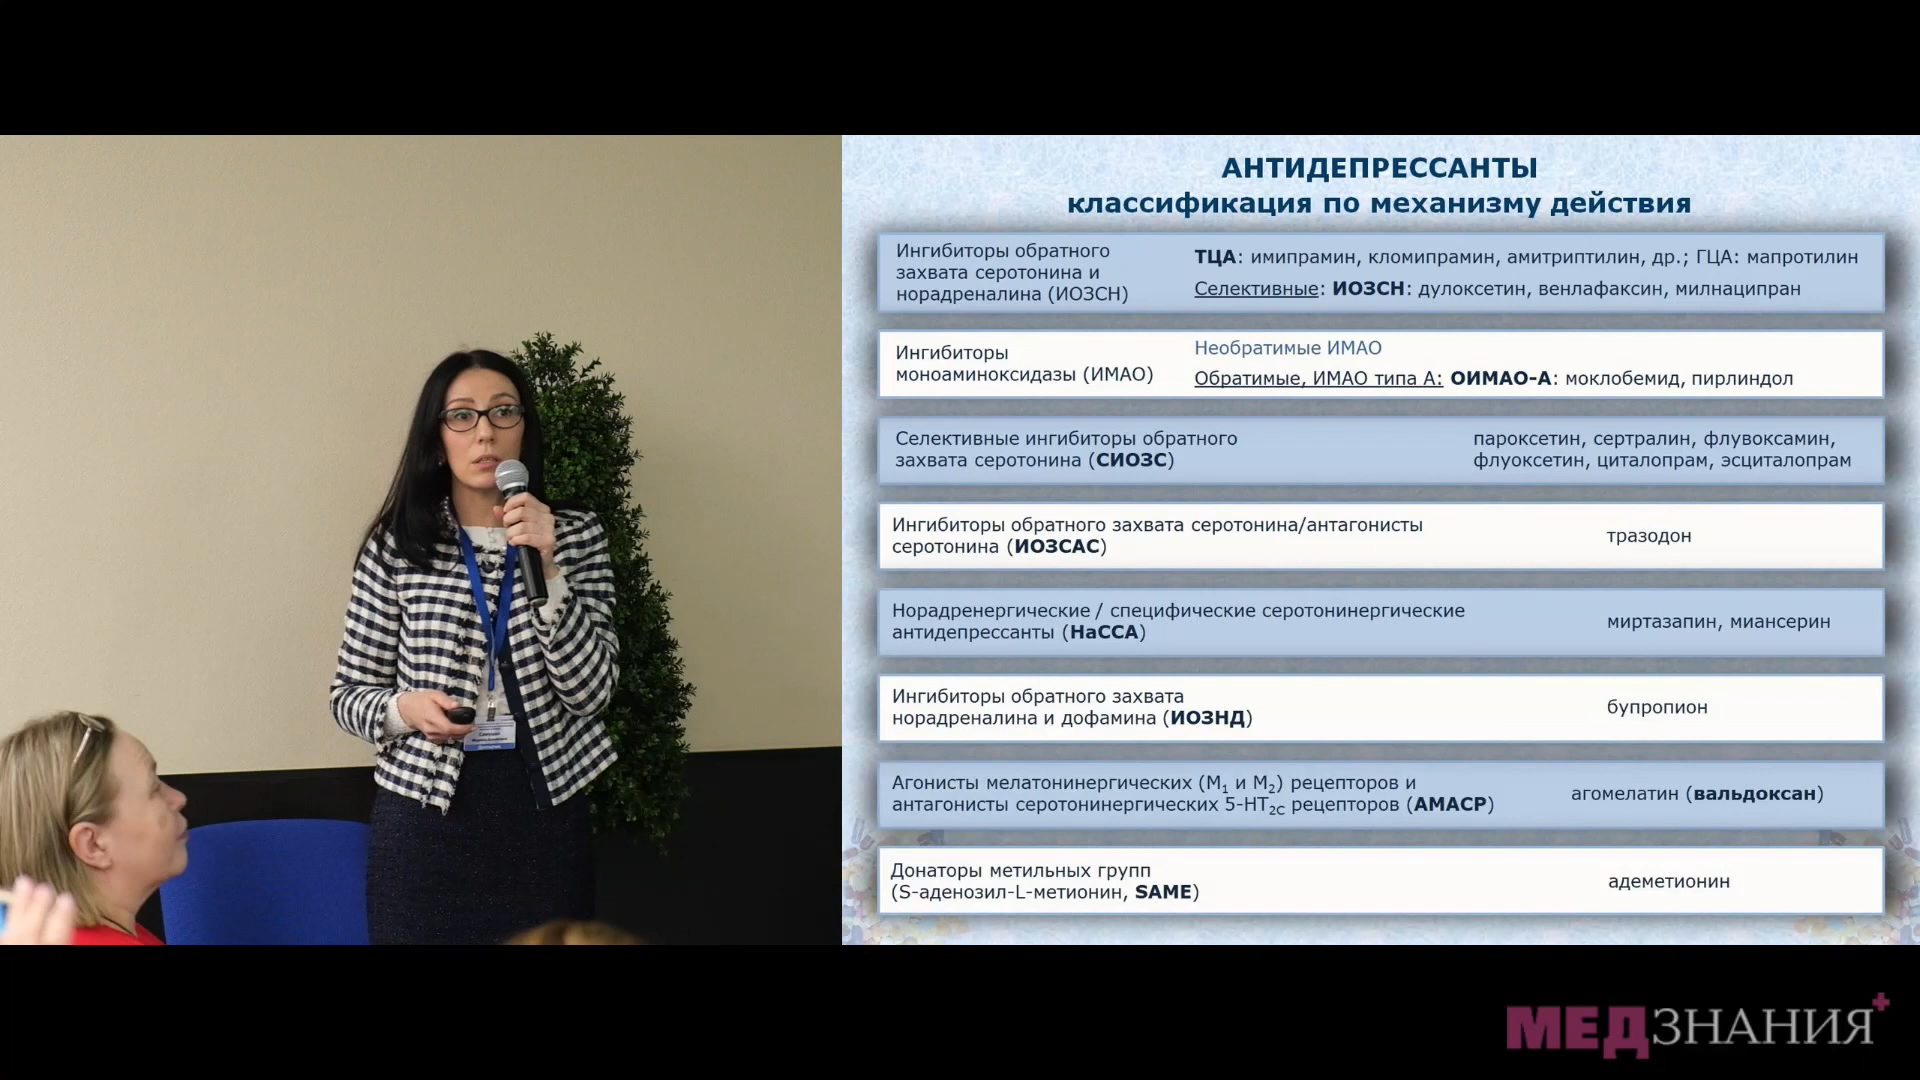 АНТИДЕПРЕССАНТЫ
классификация по механизму действия
Ингибиторы обратного
захвата серотонина и
норадреналина (ИОЗСН)
ТЦА: имипрамин, кломипрамин, амитриптилин, др.; ГЦА: мапротилин
Селективные: ИОЗСН: дулоксетин, венлафаксин, милнаципран
Ингибиторы
моноаминоксидазы (ИМАО)
Необратимые ИМАО
Обратимые, ИМАО типа А: ОИМАО-А: моклобемид, пирлиндол
Селективные ингибиторы обратного
захвата серотонина (СИОЗС)
пароксетин, сертралин, флувоксамин,
флуоксетин, циталопрам, эсциталопрам
Ингибиторы обратного захвата серотонина/антагонисты
серотонина (ИОЗСАС)
тразодон
Норадренергические / специфические серотонинергические
антидепрессанты (НаССА)
миртазапин, миансерин
Ингибиторы обратного захвата
норадреналина и дофамина (ИОЗНД)
бупропион
Агонисты мелатонинергических (М1 и М2) рецепторов и
антагонисты серотонинергических 5-НТ2С рецепторов (АМАСР)
агомелатин (вальдоксан)
Донаторы метильных групп
(S-аденозил-L-метионин, SAME)
адеметионин
МЕДЗНАНИЯ+